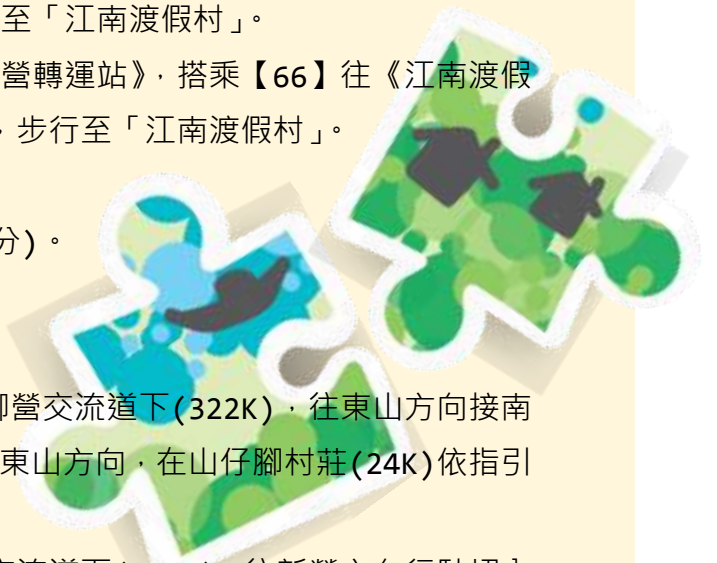 至「江南渡假村」。
營轉運站》，搭乘【66】往《江南渡假
，步行至「江南渡假村」。
分)。
營交流道下(322K)，往東山方向接南
東山方向，在山仔腳村莊(24K)依指引